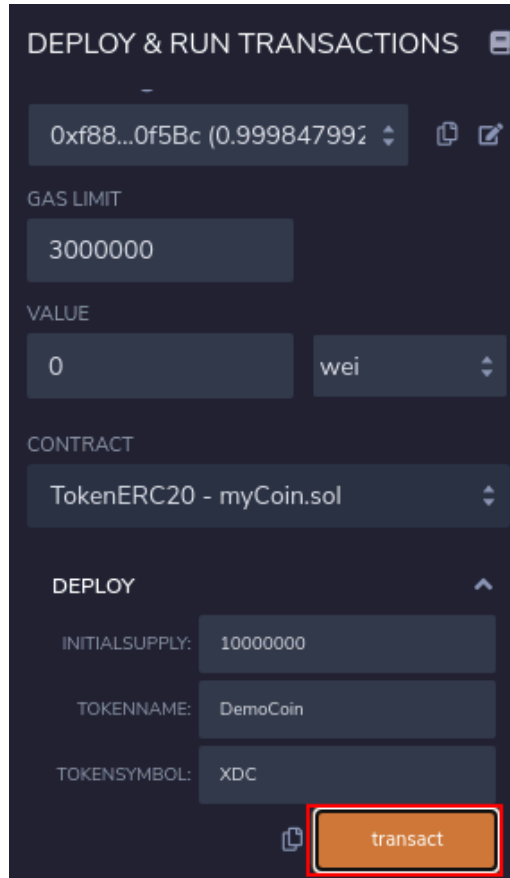 DEPLOY & RUN TRANSACTIONS
0xf88...0f5Bc (0.999847992
GAS LIMIT
3000000
VALUE
0 wei
CONTRACT
TokenERC20 - myCoin.sol
DEPLOY
INITIALSUPPLY: 10000000
TOKENNAME: DemoCoin
TOKENSYMBOL: XDC
transact